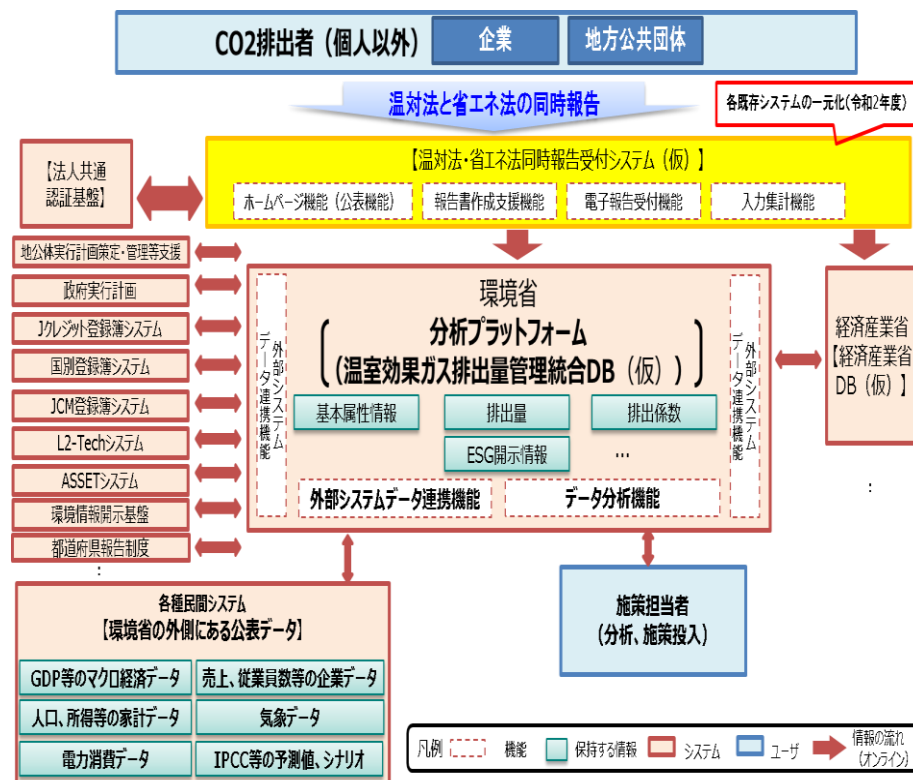 CO2排出者（個人以外）
企業
地方公共団体
温対法と省エネ法の同時報告
各既存システムの一元化(令和2年度)
【法人共通
認証基盤】
【温対法・省エネ法同時報告受付システム（仮）】
ホームページ機能（公表機能）
報告書作成支援機能
電子報告受付機能
入力集計機能
地公体実行計画策定・管理等支援
政府実行計画
Jクレジット登録簿システム
国別登録簿システム
JCM登録簿システム
L2-Techシステム
ASSETシステム
環境情報開示基盤
都道府県報告制度
：
外部システム
データ連携機能
環境省
分析プラットフォーム
（温室効果ガス排出量管理統合DB（仮））
基本属性情報
排出量
排出係数
ESG開示情報
…
外部システムデータ連携機能
データ分析機能
外部システム
データ連携機能
経済産業省
【経済産業省
DB（仮）】
：
各種民間システム
【環境省の外側にある公表データ】
GDP等のマクロ経済データ
売上、従業員数等の企業データ
人口、所得等の家計データ
気象データ
電力消費データ
IPCC等の予測値、シナリオ
施策担当者
(分析、施策投入)
凡例
機能
保持する情報
システム
ユーザ
情報の流れ
(オンライン)